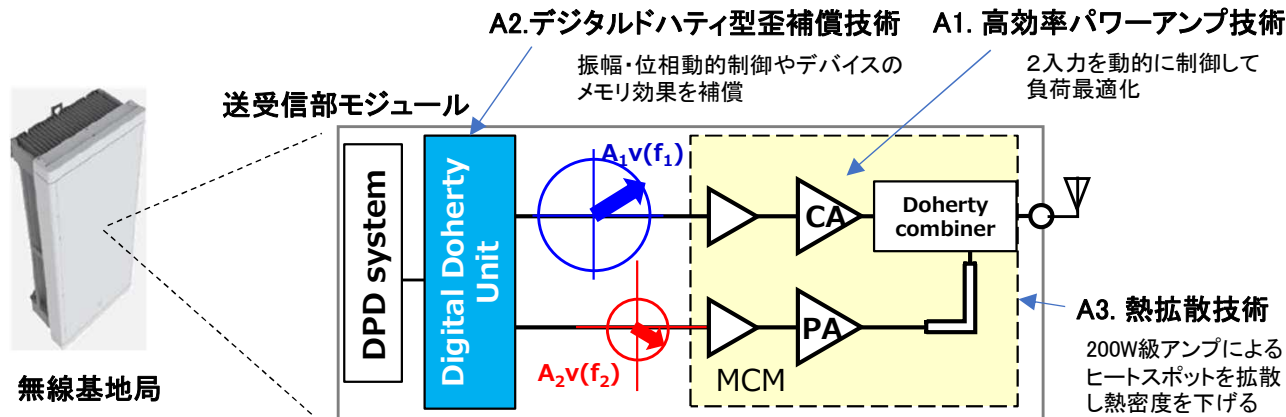 A2.デジタルドハティ型歪補償技術
A1. 高効率パワーアンプ技術
振幅・位相動的制御やデバイスの
メモリ効果を補償
２入力を動的に制御して
負荷最適化
送受信部モジュール
DPD system
Digital Doherty
Unit
A₁v(f₁)
A₂v(f₂)
CA
PA
Doherty
combiner
MCM
A3. 熱拡散技術
200W級アンプによる
ヒートスポットを拡散
し熱密度を下げる
無線基地局